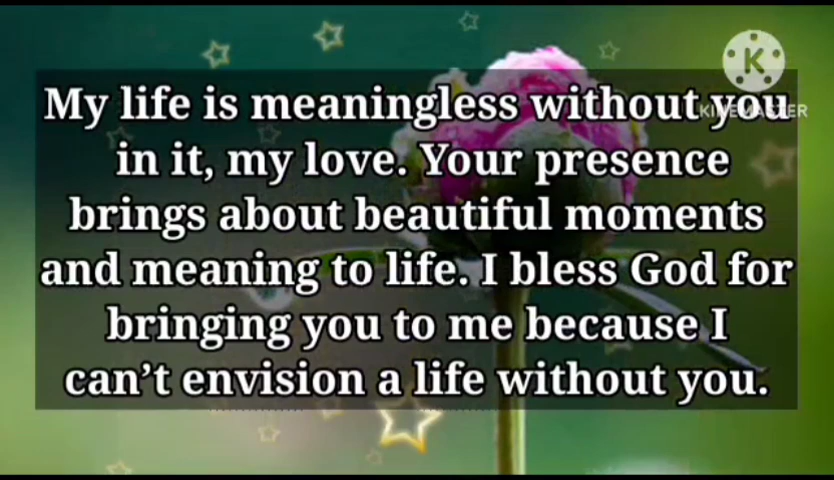 My life is meaningless without you
in it, my love. Your presence
brings about beautiful moments
and meaning to life. I bless God for
bringing you to me because I
can’t envision a life without you.
K
KINEMASTER